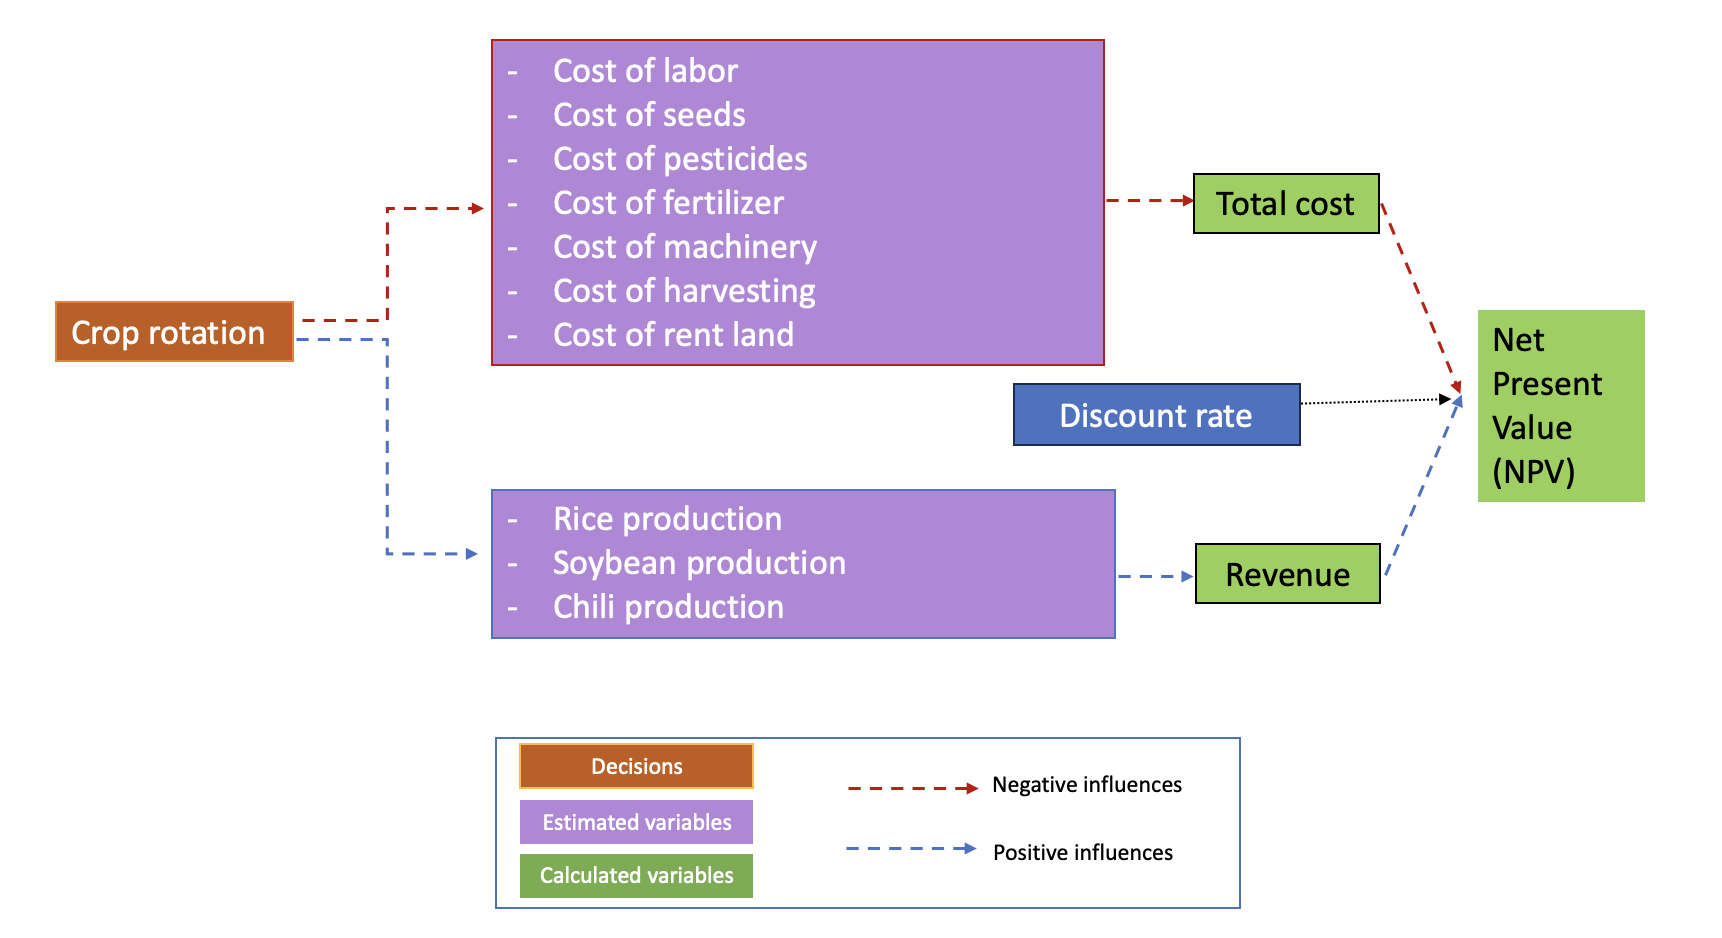 - Cost of labor
- Cost of seeds
- Cost of pesticides
- Cost of fertilizer
- Cost of machinery
- Cost of harvesting
- Cost of rent land
Total cost
Crop rotation
Discount rate
Net
Present
Value
(NPV)
- Rice production
- Soybean production
- Chili production
Revenue
Decisions
Estimated variables
Calculated variables
Negative influences
Positive influences